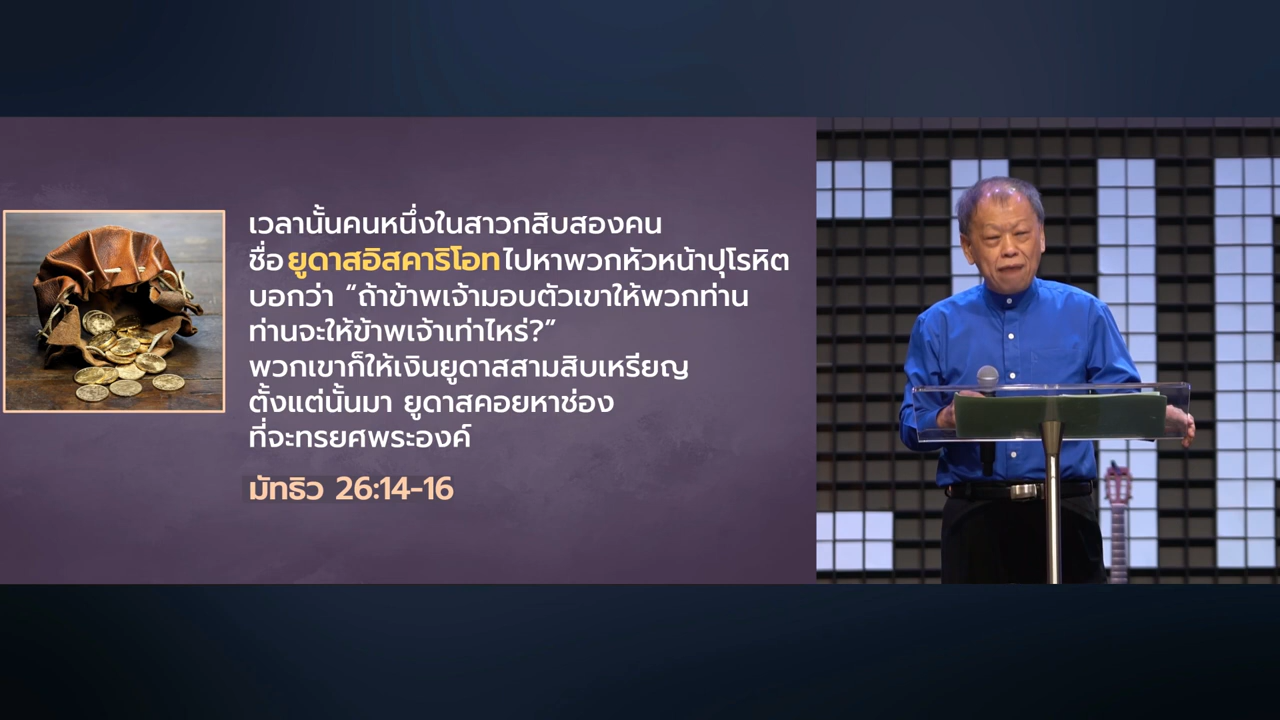 เวลานั้นคนหนึ่งในสาวกสิบสองคน
ชื่อ ยูดาสอิสคาริโอท ไปหาพวกหัวหน้าปุโรหิต
บอกว่า “ถ้าข้าพเจ้ามอบตัวเขาให้พวกท่าน
ท่านจะให้ข้าพเจ้าเท่าไหร่?”
พวกเขาก็ให้เงินยูดาสสามสิบเหรียญ
ตั้งแต่นั้นมา ยูดาสคอยหาช่อง
ที่จะทรยศพระองค์
มัทธิว 26:14-16